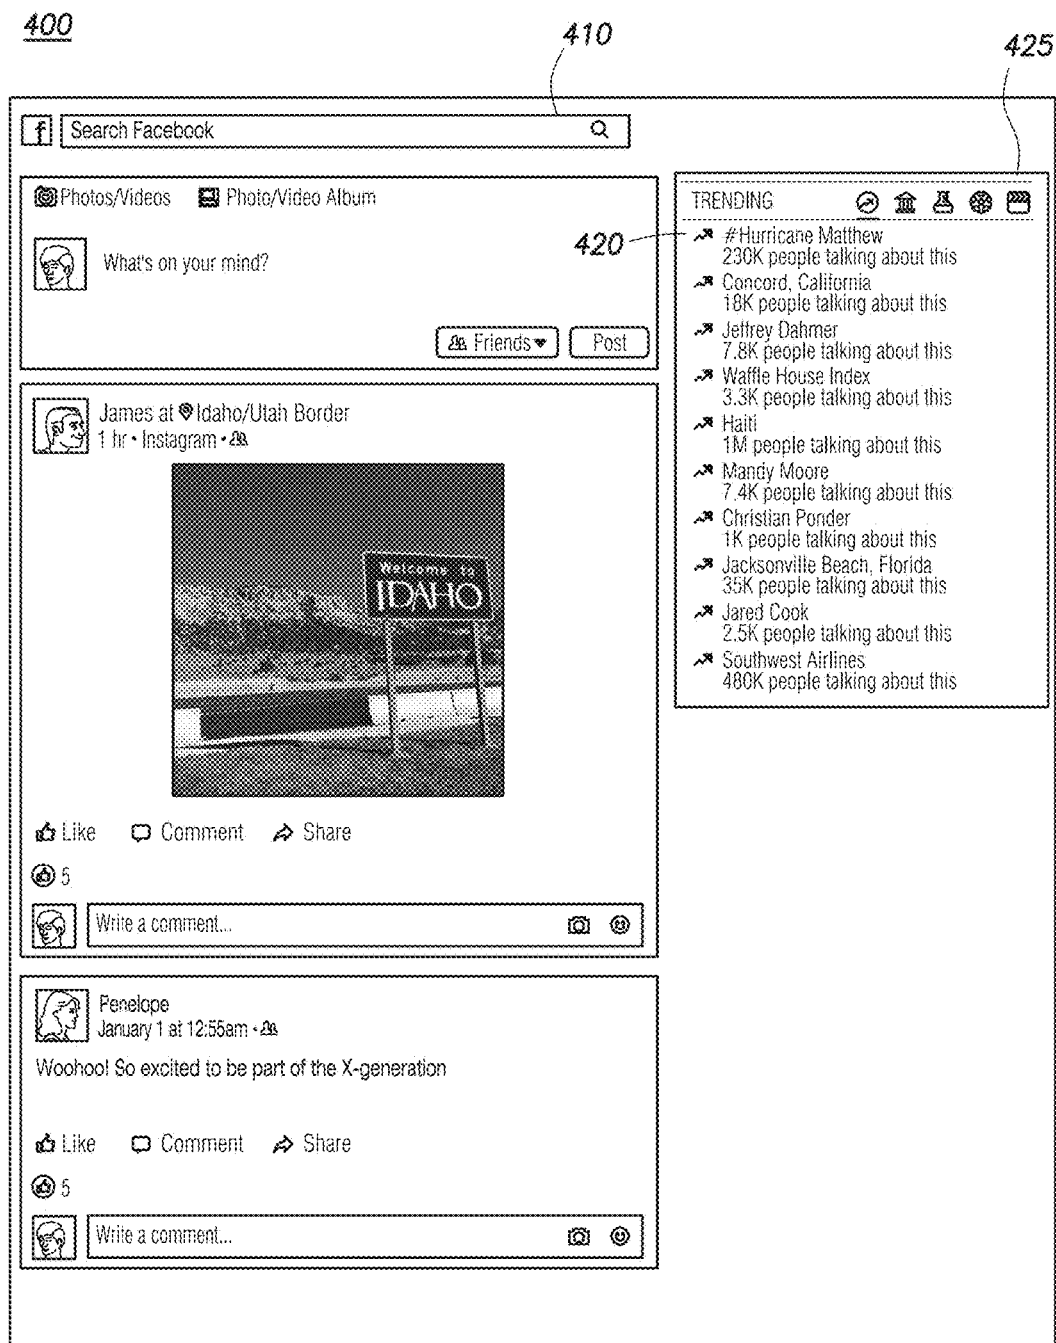 400
410
425
f Search Facebook
Photos/Videos Photo/Video Album
What's on your mind?
Friends Post
James at Idaho/Utah Border
1 hr • Instagram •
Welcome to
IDAHO
Like Comment Share
5
Write a comment...
Penelope
January 1 at 12:55am •
Woohoo! So excited to be part of the X-generation
Like Comment Share
5
Write a comment...
TRENDING
420
#Hurricane Matthew
230K people talking about this
Concord, California
18K people talking about this
Jeffrey Dahmer
7.8K people talking about this
Waffle House Index
3.3K people talking about this
Haiti
1M people talking about this
Mandy Moore
7.4K people talking about this
Christian Ponder
1K people talking about this
Jacksonville Beach, Florida
35K people talking about this
Jared Cook
2.5K people talking about this
Southwest Airlines
480K people talking about this